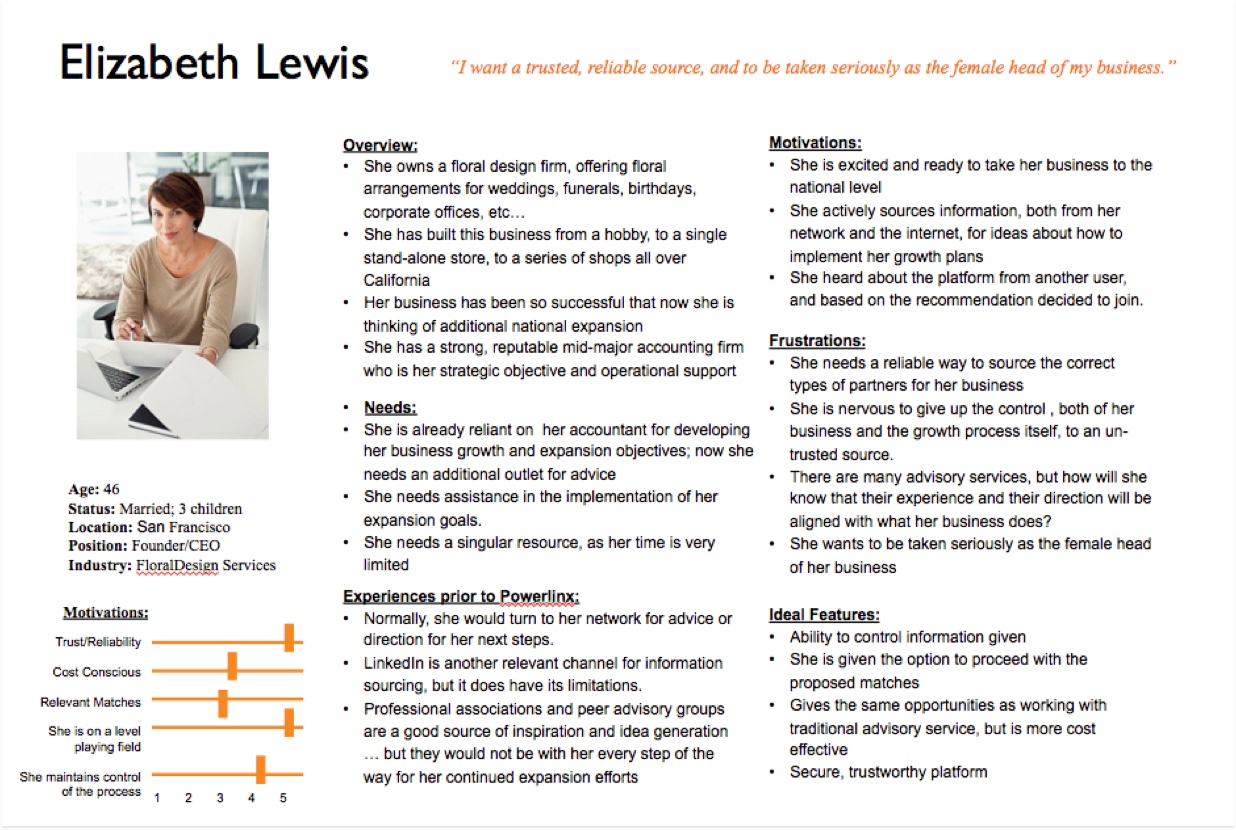 Elizabeth Lewis
“I want a trusted, reliable source, and to be taken seriously as the female head of my business.”
Age: 46
Status: Married; 3 children
Location: San Francisco
Position: Founder/CEO
Industry: FloralDesign Services
Motivations:
Trust/Reliability
Cost Conscious
Relevant Matches
She is on a level
playing field
She maintains control
of the process
1 2 3 4 5
Overview:
• She owns a floral design firm, offering floral
arrangements for weddings, funerals, birthdays,
corporate offices, etc…
• She has built this business from a hobby, to a single
stand-alone store, to a series of shops all over
California
• Her business has been so successful that now she is
thinking of additional national expansion
• She has a strong, reputable mid-major accounting firm
who is her strategic objective and operational support
• Needs:
• She is already reliant on  her accountant for developing
her business growth and expansion objectives; now she
needs an additional outlet for advice
• She needs assistance in the implementation of her
expansion goals.
• She needs a singular resource, as her time is very
limited
Experiences prior to Powerlinx:
• Normally, she would turn to her network for advice or
direction for her next steps.
• LinkedIn is another relevant channel for information
sourcing, but it does have its limitations.
• Professional associations and peer advisory groups
are a good source of inspiration and idea generation
… but they would not be with her every step of the
way for her continued expansion efforts
Motivations:
• She is excited and ready to take her business to the
national level
• She actively sources information, both from her
network and the internet, for ideas about how to
implement her growth plans
• She heard about the platform from another user,
and based on the recommendation decided to join.
Frustrations:
• She needs a reliable way to source the correct
types of partners for her business
• She is nervous to give up the control , both of her
business and the growth process itself, to an un-
trusted source.
• There are many advisory services, but how will she
know that their experience and their direction will be
aligned with what her business does?
• She wants to be taken seriously as the female head
of her business
Ideal Features:
• Ability to control information given
• She is given the option to proceed with the
proposed matches
• Gives the same opportunities as working with
traditional advisory service, but is more cost
effective
• Secure, trustworthy platform